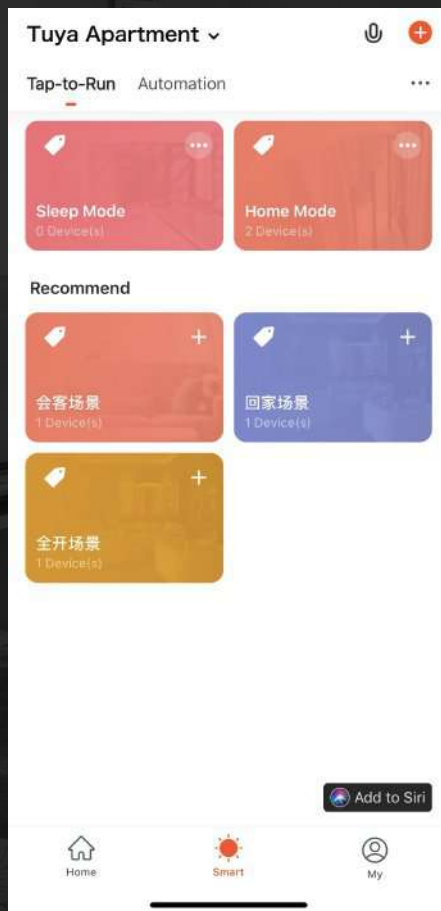 Tuya Apartment
Tap-to-Run Automation
Sleep Mode
0 Device(s)
Home Mode
2 Device(s)
Recommend
会客场景
1 Device(s)
回家场景
1 Device(s)
全开场景
1 Device(s)
Add to Siri
Home
Smart
My